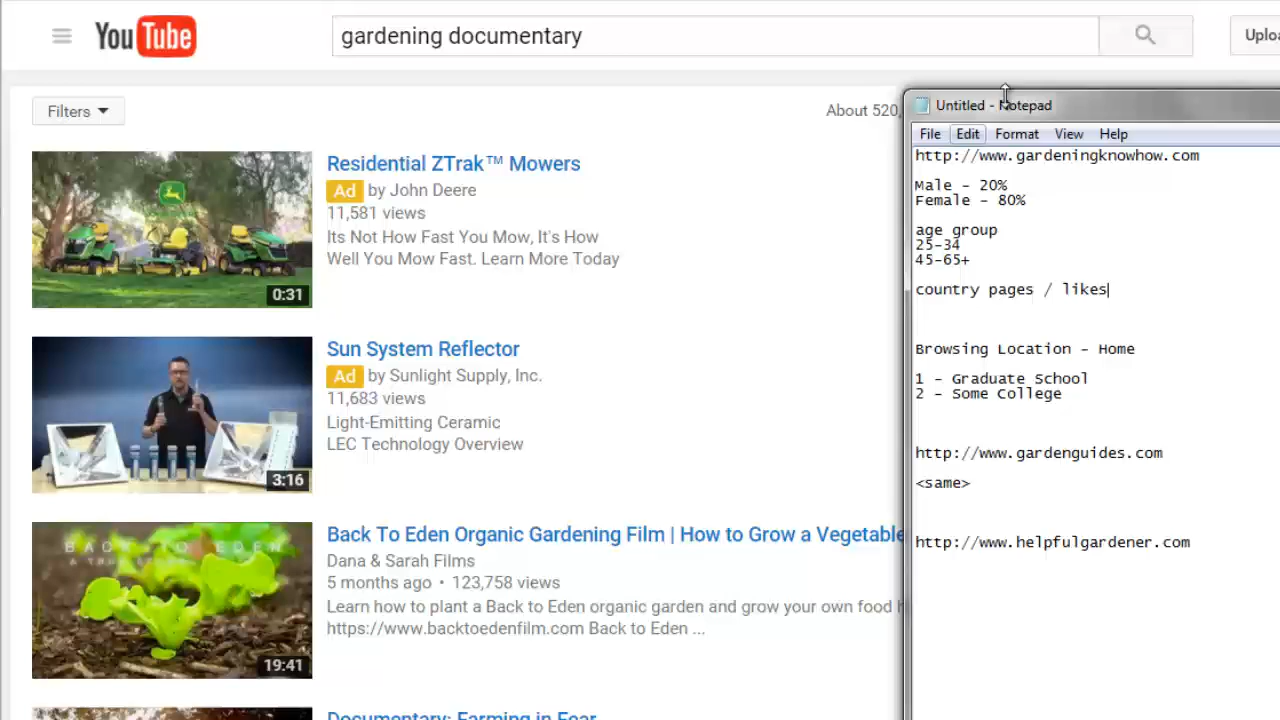 YouTube
gardening documentary
Filters
About 520,
Residential ZTrak™ Mowers
Ad by John Deere
11,581 views
Its Not How Fast You Mow, It's How
Well You Mow Fast. Learn More Today
0:31
Sun System Reflector
Ad by Sunlight Supply, Inc.
11,683 views
Light-Emitting Ceramic
LEC Technology Overview
3:16
BACK TO EDEN
Back To Eden Organic Gardening Film | How to Grow a Vegetable
Dana & Sarah Films
5 months ago • 123,758 views
Learn how to plant a Back to Eden organic garden and grow your own food
https://www.backtoedenfilm.com Back to Eden ...
19:41
Documentary: Farming in Fear
Untitled - Notepad
File Edit Format View Help
http://www.gardeningknowhow.com
Male - 20%
Female - 80%
age group
25-34
45-65+
country pages / likes
Browsing Location - Home
1 - Graduate School
2 - Some College
http://www.gardenguides.com
<same>
http://www.helpfulgardener.com